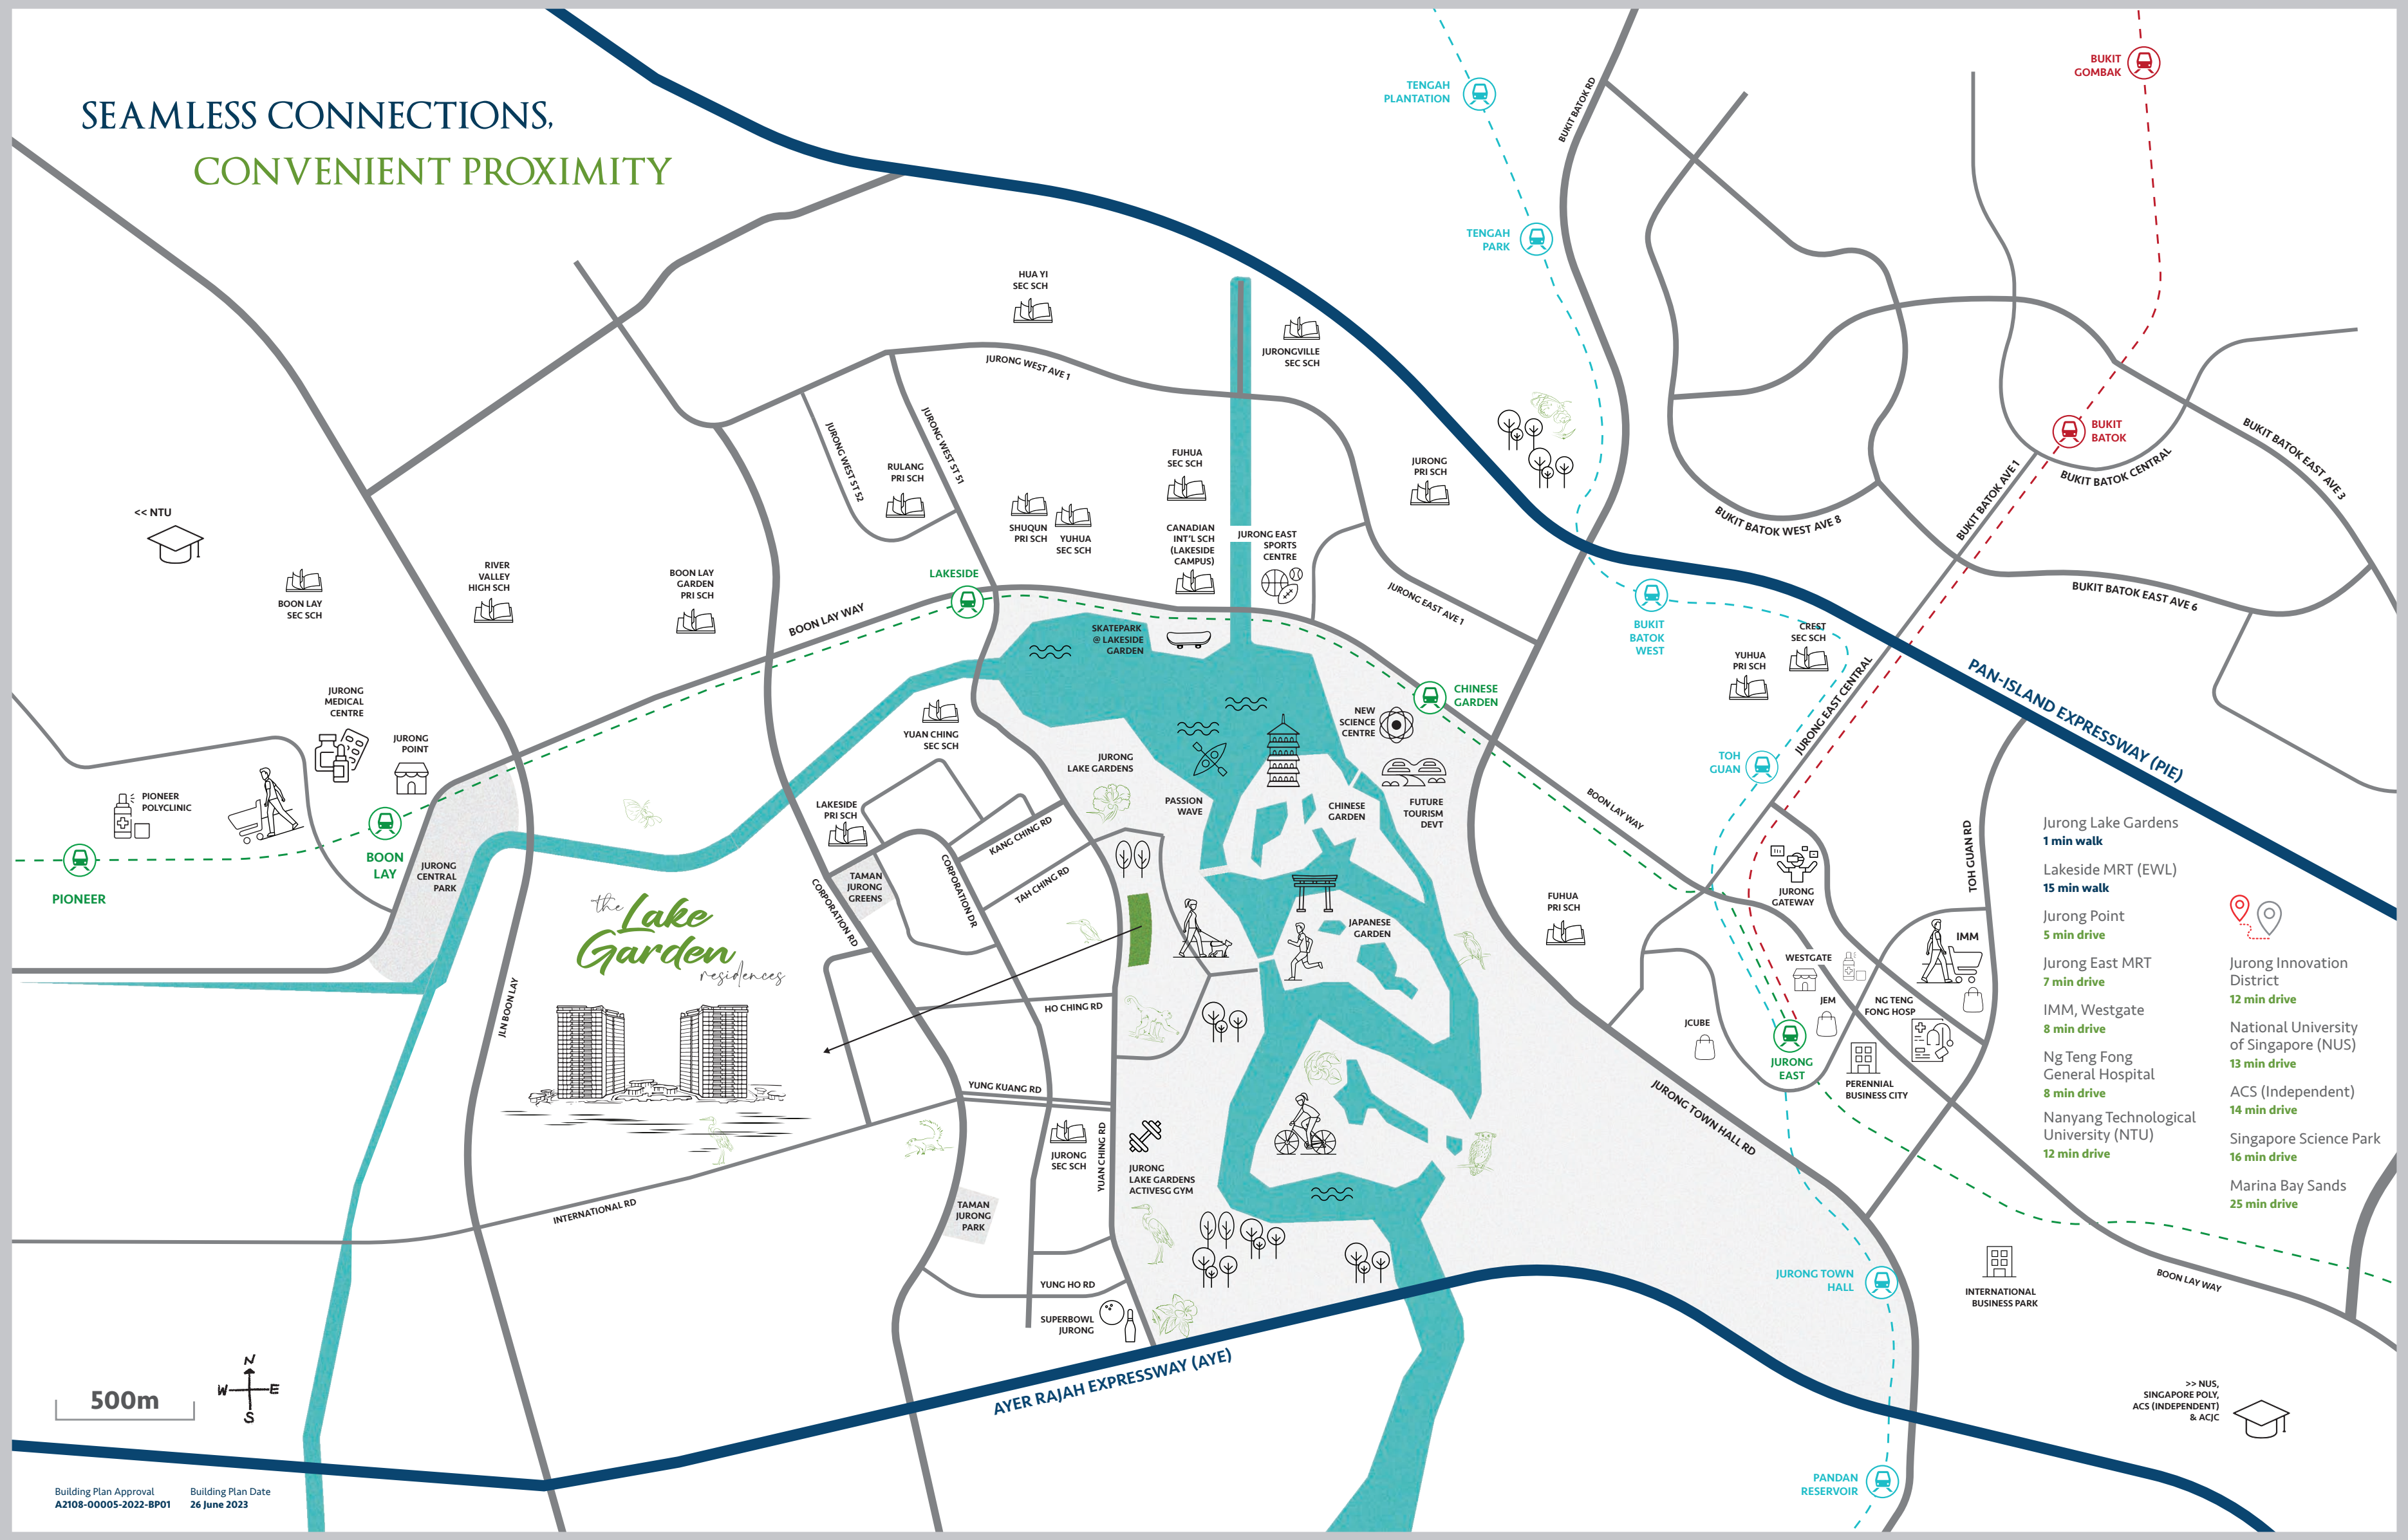 SEAMLESS CONNECTIONS,
CONVENIENT PROXIMITY
TENGAH
PLANTATION
BUKIT BATOK RD
BUKIT
GOMBAK
TENGAH
PARK
HUA YI
SEC SCH
JURONG WEST AVE 1
JURONGVILLE
SEC SCH
JURONG WEST ST 52
JURONG WEST ST 51
RULANG
PRI SCH
FUHUA
SEC SCH
JURONG
PRI SCH
BUKIT
BATOK
BUKIT BATOK CENTRAL
BUKIT BATOK EAST AVE 3
BUKIT BATOK AVE 1
BUKIT BATOK WEST AVE 8
BUKIT BATOK EAST AVE 6
<< NTU
BOON LAY
SEC SCH
RIVER
VALLEY
HIGH SCH
BOON LAY
GARDEN
PRI SCH
SHUQUN
PRI SCH
YUHUA
SEC SCH
CANADIAN
INT'L SCH
(LAKESIDE
CAMPUS)
JURONG EAST
SPORTS
CENTRE
LAKESIDE
BOON LAY WAY
JURONG EAST AVE 1
BUKIT
BATOK
WEST
CREST
SEC SCH
YUHUA
PRI SCH
JURONG EAST CENTRAL
PAN-ISLAND EXPRESSWAY (PIE)
SKATEPARK
@ LAKESIDE
GARDEN
CHINESE
GARDEN
NEW
SCIENCE
CENTRE
JURONG
MEDICAL
CENTRE
JURONG
POINT
YUAN CHING
SEC SCH
JURONG
LAKE GARDENS
TOH
GUAN
PIONEER
POLYCLINIC
PASSION
WAVE
CHINESE
GARDEN
FUTURE
TOURISM
DEVT
BOON LAY WAY
LAKESIDE
PRI SCH
KANG CHING RD
PIONEER
BOON
LAY
JURONG
CENTRAL
PARK
TAMAN
JURONG
GREENS
CORPORATION RD
CORPORATION DR
TAH CHING RD
the
Lake
Garden
residences
JAPANESE
GARDEN
FUHUA
PRI SCH
JURONG
GATEWAY
TOH GUAN RD
IMM
WESTGATE
JEM
NG TENG
FONG HOSP
JCUBE
JURONG
EAST
PERENNIAL
BUSINESS CITY
JLN BOON LAY
HO CHING RD
YUNG KUANG RD
JURONG
SEC SCH
YUAN CHING RD
JURONG
LAKE GARDENS
ACTIVESG GYM
JURONG TOWN HALL RD
TAMAN
JURONG
PARK
INTERNATIONAL RD
YUNG HO RD
SUPERBOWL
JURONG
AYER RAJAH EXPRESSWAY (AYE)
JURONG TOWN
HALL
INTERNATIONAL
BUSINESS PARK
BOON LAY WAY
PANDAN
RESERVOIR
>> NUS,
SINGAPORE POLY,
ACS (INDEPENDENT)
& ACJC
Jurong Lake Gardens
1 min walk
Lakeside MRT (EWL)
15 min walk
Jurong Point
5 min drive
Jurong East MRT
7 min drive
IMM, Westgate
8 min drive
Ng Teng Fong
General Hospital
8 min drive
Nanyang Technological
University (NTU)
12 min drive
Jurong Innovation
District
12 min drive
National University
of Singapore (NUS)
13 min drive
ACS (Independent)
14 min drive
Singapore Science Park
16 min drive
Marina Bay Sands
25 min drive
500m
N
W E
S
Building Plan Approval
A2108-00005-2022-BP01
Building Plan Date
26 June 2023